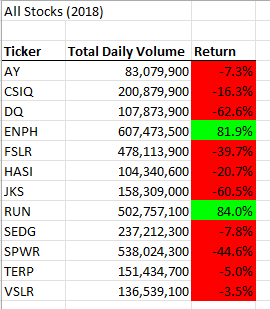 All Stocks (2018)
Ticker Total Daily Volume Return
AY 83,079,900 -7.3%
CSIQ 200,879,900 -16.3%
DQ 107,873,900 -62.6%
ENPH 607,473,500 81.9%
FSLR 478,113,900 -39.7%
HASI 104,340,600 -20.7%
JKS 158,309,000 -60.5%
RUN 502,757,100 84.0%
SEDG 237,212,300 -7.8%
SPWR 538,024,300 -44.6%
TERP 151,434,700 -5.0%
VSLR 136,539,100 -3.5%